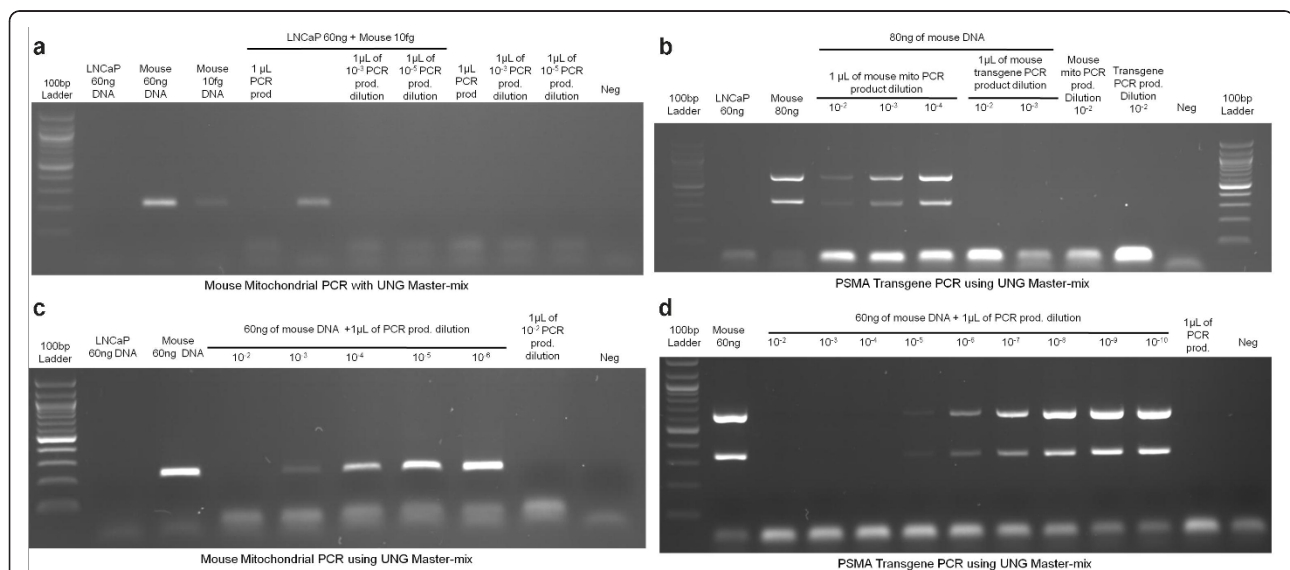 a
LNCaP 60ng + Mouse 10fg
100bp
Ladder
LNCaP
60ng
DNA
Mouse
60ng
DNA
Mouse
10fg
DNA
1 µL
PCR
prod
1µL of
10⁻³ PCR
prod.
dilution
1µL of
10⁻⁵ PCR
prod.
dilution
1µL
PCR
prod
1µL of
10⁻³ PCR
prod.
dilution
1µL of
10⁻⁵ PCR
prod.
dilution
Neg
Mouse Mitochondrial PCR with UNG Master-mix
b
80ng of mouse DNA
100bp
Ladder
LNCaP
60ng
Mouse
80ng
1 µL of mouse mito PCR
product dilution
10⁻² 10⁻³ 10⁻⁴
1µL of mouse
transgene PCR
product dilution
10⁻² 10⁻³
Mouse
mito PCR
prod.
Dilution
10⁻²
Transgene
PCR prod.
Dilution
10⁻²
Neg
100bp
Ladder
PSMA Transgene PCR using UNG Master-mix
c
100bp
Ladder
LNCaP
60ng DNA
Mouse
60ng DNA
60ng of mouse DNA +1µL of PCR prod. dilution
10⁻² 10⁻³ 10⁻⁴ 10⁻⁵ 10⁻⁶
1µL of
PCR
prod.
dilution
Neg
Mouse Mitochondrial PCR using UNG Master-mix
d
100bp
Ladder
Mouse
60ng
60ng of mouse DNA + 1µL of PCR prod. dilution
10⁻² 10⁻³ 10⁻⁴ 10⁻⁵ 10⁻⁶ 10⁻⁷ 10⁻⁸ 10⁻⁹ 10⁻¹⁰
1µL of
PCR
prod.
Neg
PSMA Transgene PCR using UNG Master-mix